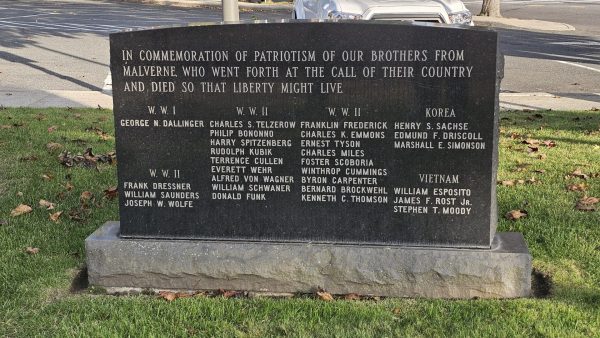 IN COMMEMORATION OF PATRIOTISM OF OUR BROTHERS FROM
MALVERNE, WHO WENT FORTH AT THE CALL OF THEIR COUNTRY
AND DIED SO THAT LIBERTY MIGHT LIVE
W. W. I
GEORGE N. DALLINGER
W. W. II
FRANK DRESSNER
WILLIAM SAUNDERS
JOSEPH W. WOLFE
W. W. II
CHARLES S. TELZEROW
PHILIP BONONNO
HARRY SPITZENBERG
RUDOLPH KUBIK
TERRENCE CULLEN
EVERETT WEHR
ALFRED VON WAGNER
WILLIAM SCHWANER
DONALD FUNK
W. W. II
FRANKLIN FREDERICK
CHARLES K. EMMONS
ERNEST TYSON
CHARLES MILES
FOSTER SCOBORIA
WINTHROP CUMMINGS
BYRON CARPENTER
BERNARD BROCKWEHL
KENNETH C. THOMSON
KOREA
HENRY S. SACHSE
EDMUND F. DRISCOLL
MARSHALL E. SIMONSON
VIETNAM
WILLIAM ESPOSITO
JAMES F. ROST JR.
STEPHEN T. MOODY